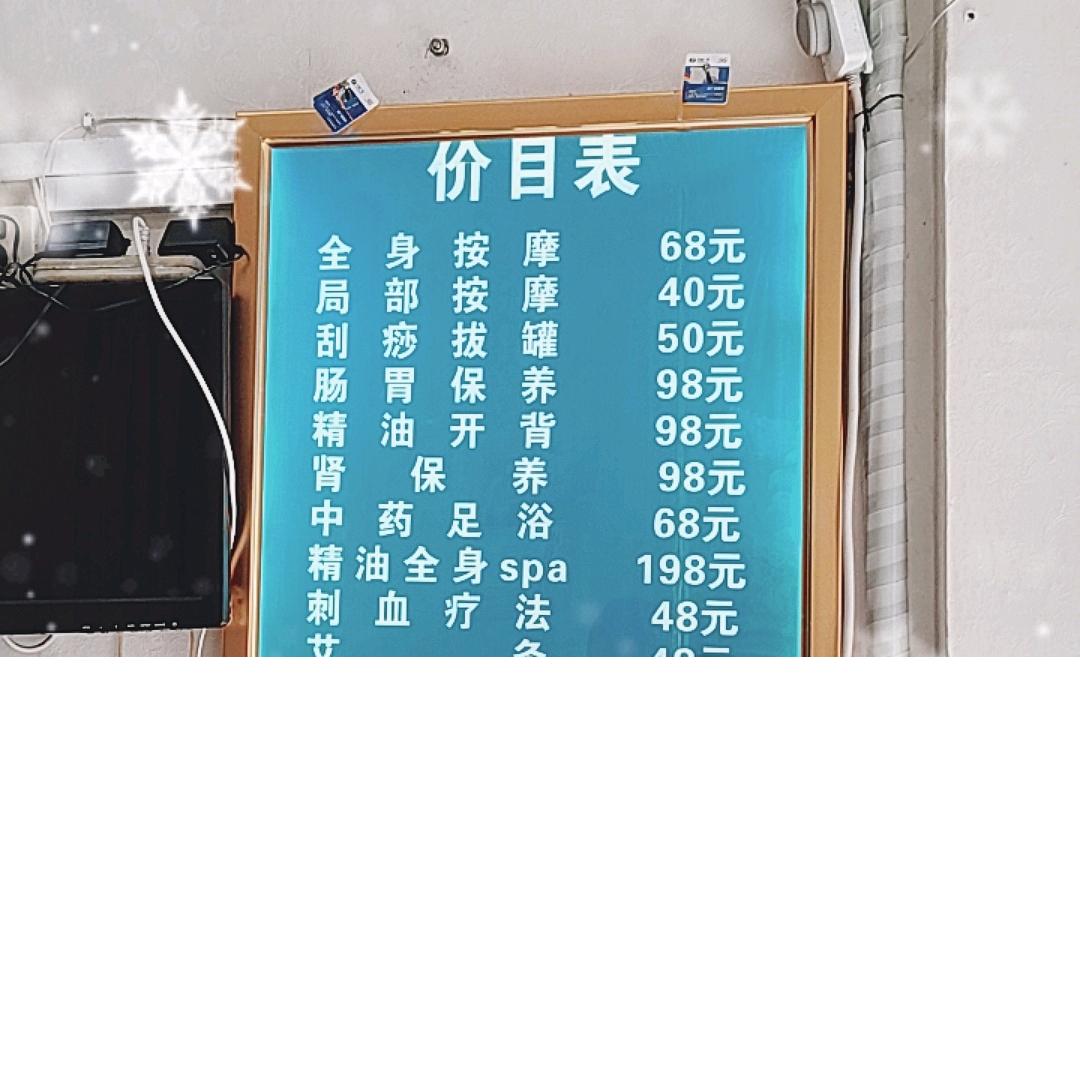 价目表
全身按摩 68元
局部按摩 40元
刮痧拔罐 50元
肠胃保养 98元
精油开背 98元
肾保养 98元
中药足浴 68元
精油全身spa 198元
刺血疗法 48元